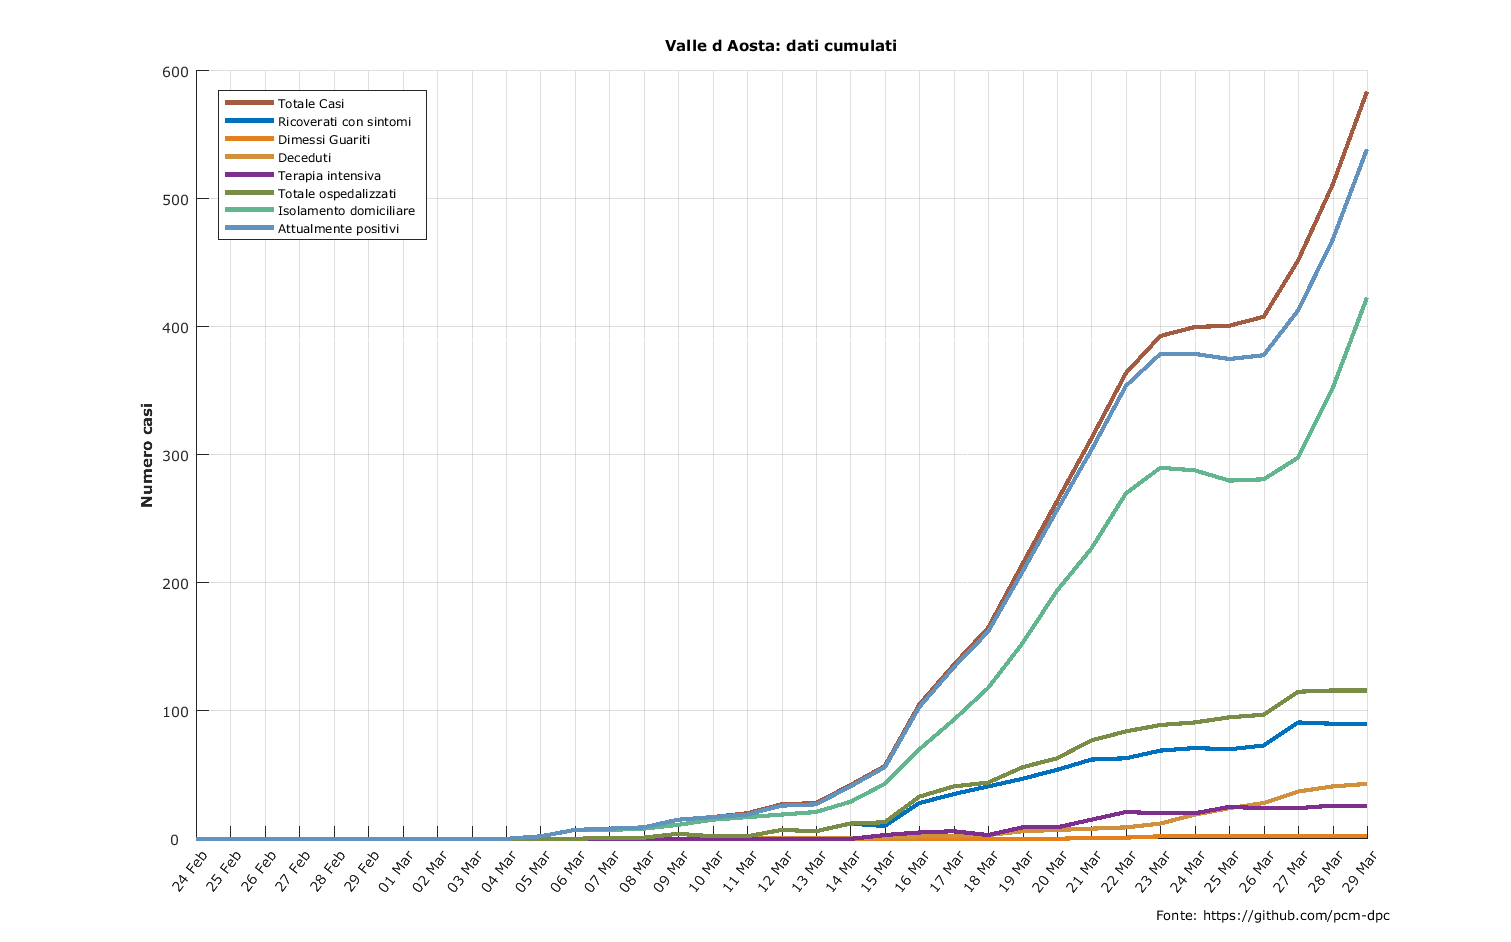 Valle d Aosta: dati cumulati
600
500
400
300
200
100
0
Numero casi
Totale Casi
Ricoverati con sintomi
Dimessi Guariti
Deceduti
Terapia intensiva
Totale ospedalizzati
Isolamento domiciliare
Attualmente positivi
24 Feb
25 Feb
26 Feb
27 Feb
28 Feb
29 Feb
01 Mar
02 Mar
03 Mar
04 Mar
05 Mar
06 Mar
07 Mar
08 Mar
09 Mar
10 Mar
11 Mar
12 Mar
13 Mar
14 Mar
15 Mar
16 Mar
17 Mar
18 Mar
19 Mar
20 Mar
21 Mar
22 Mar
23 Mar
24 Mar
25 Mar
26 Mar
27 Mar
28 Mar
29 Mar
Fonte: https://github.com/pcm-dpc